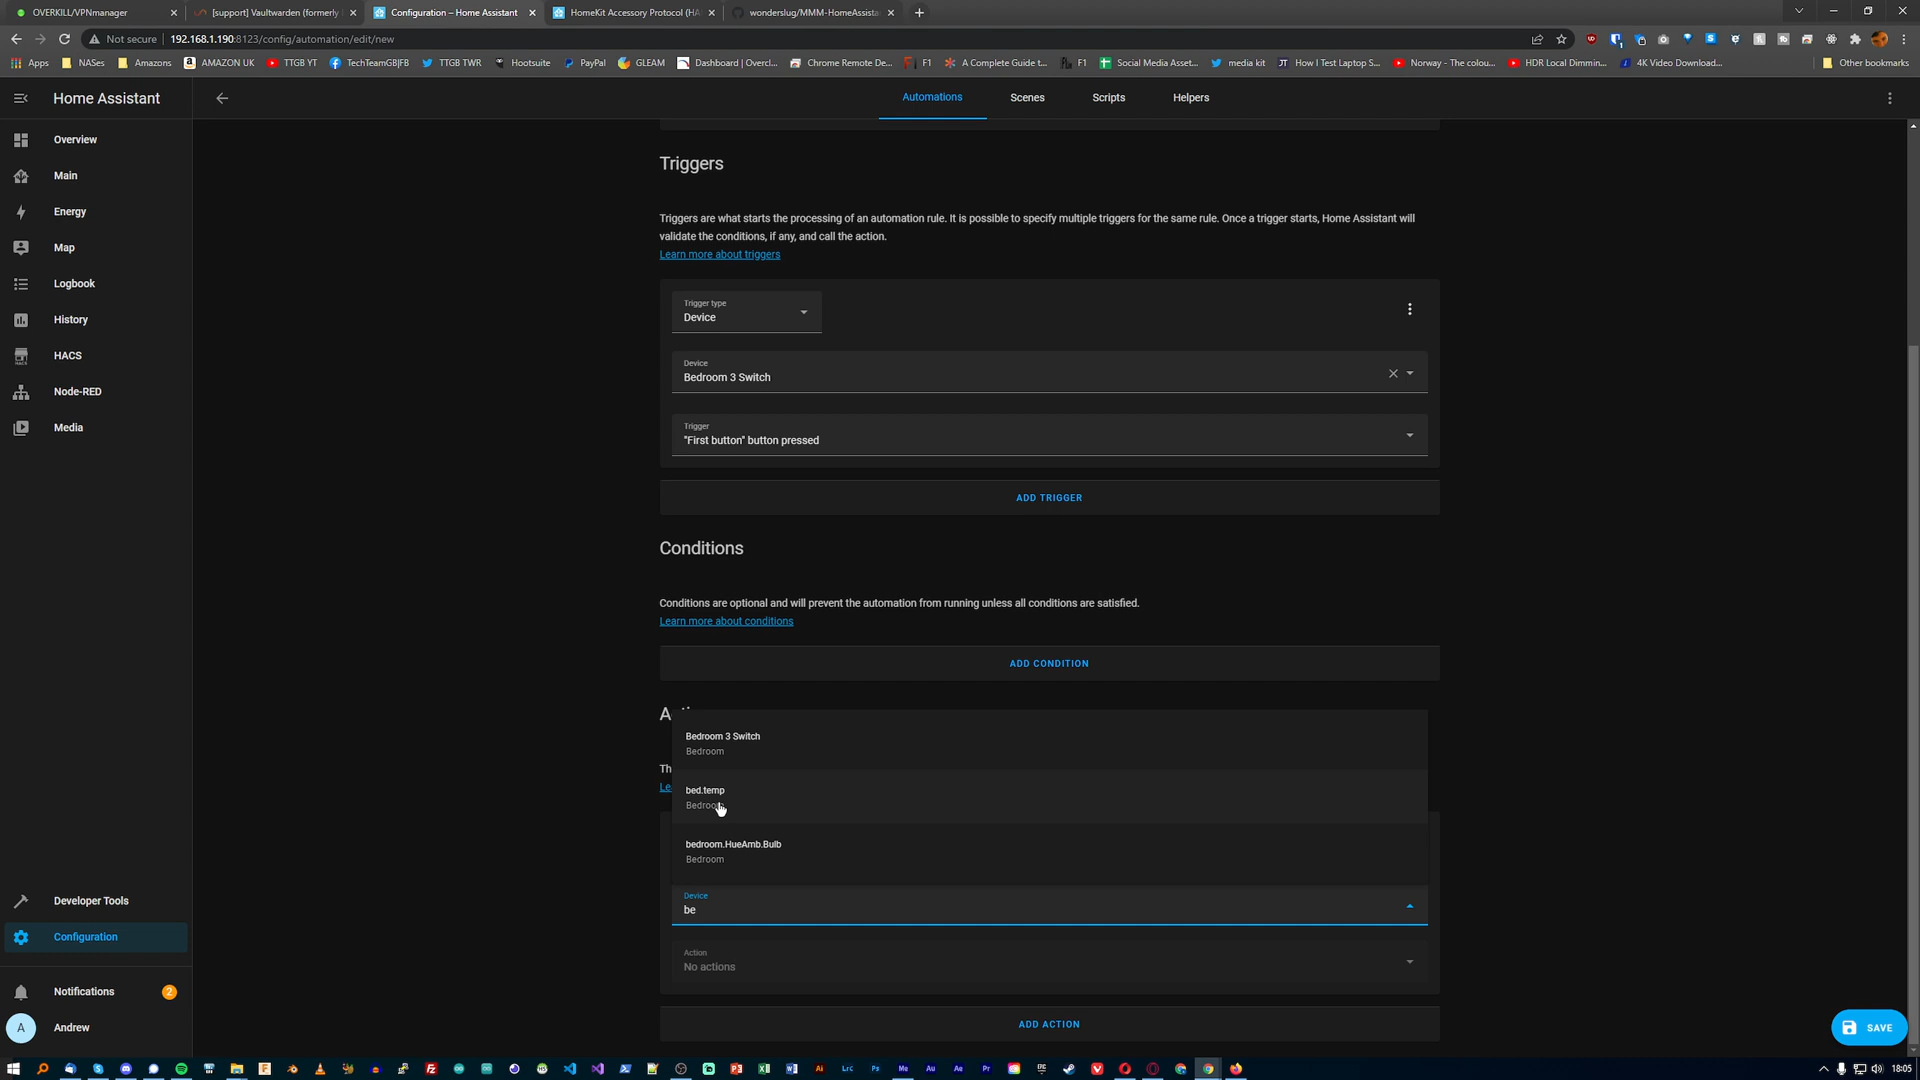 OVERKILL/VPNmanager
[support] Vaultwarden (formerly
Configuration – Home Assistant
HomeKit Accessory Protocol (HA
wonderslug/MMM-HomeAssista
Not secure
192.168.1.190:8123/config/automation/edit/new
Apps
NASes
Amazons
AMAZON UK
TTGB YT
TechTeamGB|FB
TTGB TWR
Hootsuite
PayPal
GLEAM
Dashboard | Overcl...
Chrome Remote De...
F1
A Complete Guide t...
F1
Social Media Asset...
media kit
How I Test Laptop S...
Norway - The colou...
HDR Local Dimmin...
4K Video Download...
Other bookmarks
Home Assistant
Automations
Scenes
Scripts
Helpers
Overview
Main
Energy
Map
Logbook
History
HACS
Node-RED
Media
Developer Tools
Configuration
Notifications
2
A
Andrew
Triggers
Triggers are what starts the processing of an automation rule. It is possible to specify multiple triggers for the same rule. Once a trigger starts, Home Assistant will
validate the conditions, if any, and call the action.
Learn more about triggers
Trigger type
Device
Device
Bedroom 3 Switch
Trigger
"First button" button pressed
ADD TRIGGER
Conditions
Conditions are optional and will prevent the automation from running unless all conditions are satisfied.
Learn more about conditions
ADD CONDITION
Bedroom 3 Switch
Bedroom
bed.temp
Bedroom
bedroom.HueAmb.Bulb
Bedroom
Device
be
Action
No actions
ADD ACTION
SAVE
18:05